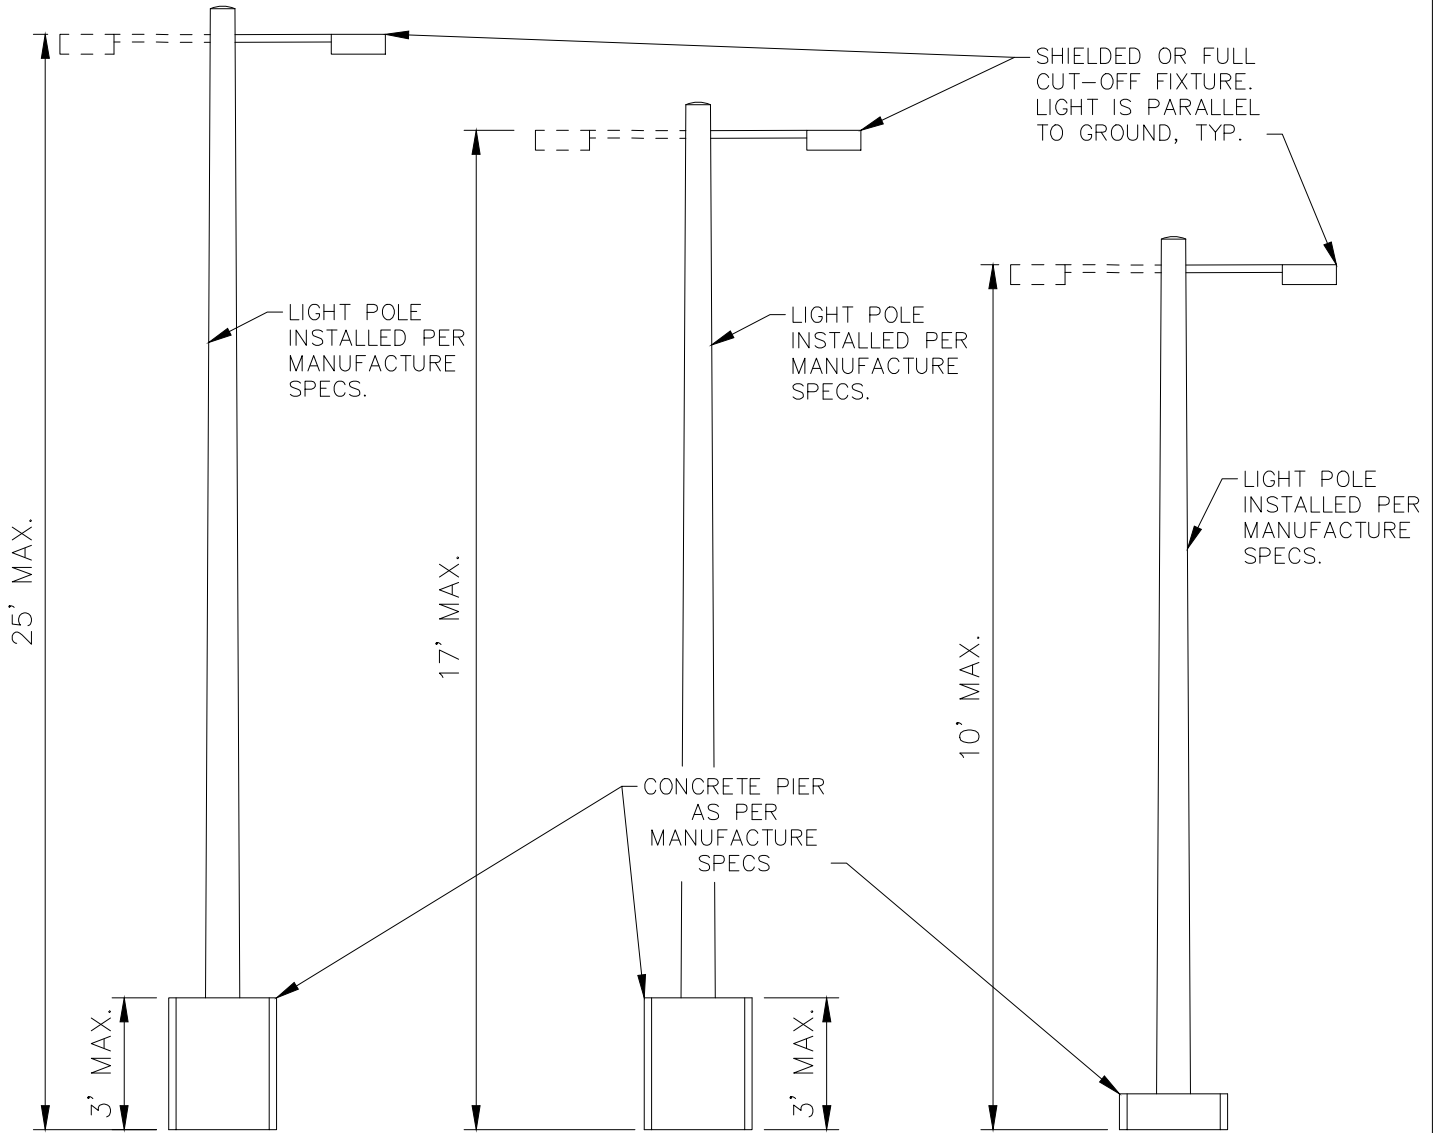 SHIELDED OR FULL
CUT-OFF FIXTURE.
LIGHT IS PARALLEL
TO GROUND, TYP.
LIGHT POLE
INSTALLED PER
MANUFACTURE
SPECS.
LIGHT POLE
INSTALLED PER
MANUFACTURE
SPECS.
LIGHT POLE
INSTALLED PER
MANUFACTURE
SPECS.
25' MAX.
17' MAX.
10' MAX.
CONCRETE PIER
AS PER
MANUFACTURE
SPECS
3' MAX.
3' MAX.